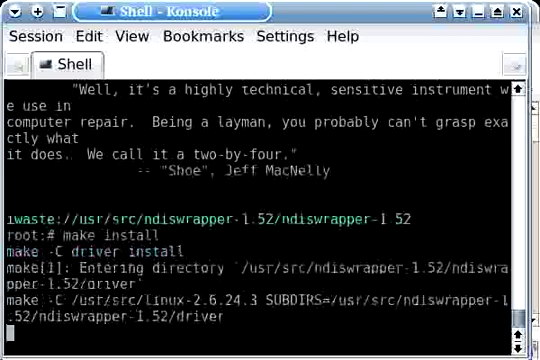 Shell - Konsole
Session Edit View Bookmarks Settings Help
Shell
"Well, it's a highly technical, sensitive instrument w
e use in
computer repair. Being a layman, you probably can't grasp exa
ctly what
it does. We call it a two-by-four."
-- "Shoe", Jeff MacNelly
iwaste://usr/src/ndiswrapper-1.52/ndiswrapper-1 52
root:# make install
make -C driver install
make[1]: Entering directory `/usr/src/ndiswrapper-1.52/ndiswra
pper-1.52/driver'
make -C /usr/src/linux-2.6.24.3 SUBDIRS=/usr/src/ndiswrapper-1
.52/ndiswrapper-1.52/driver